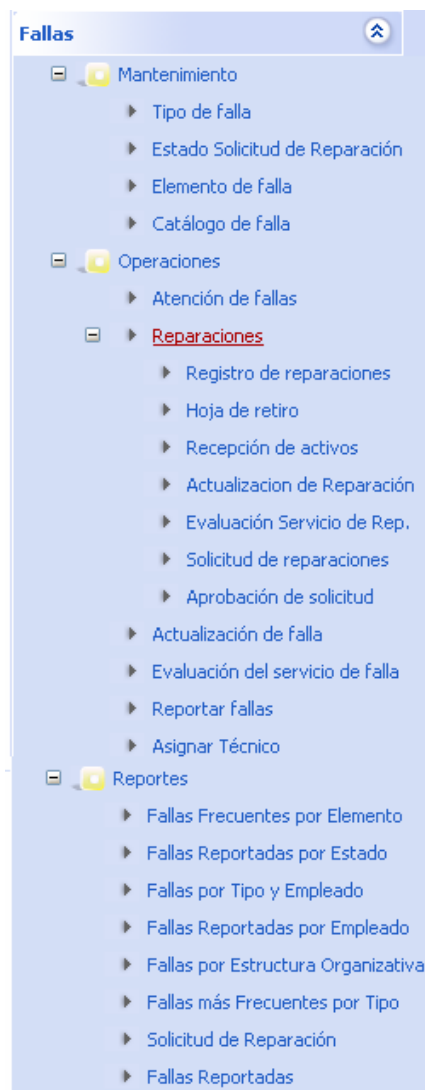 Fallas
Mantenimiento
Tipo de falla
Estado Solicitud de Reparación
Elemento de falla
Catálogo de falla
Operaciones
Atención de fallas
Reparaciones
Registro de reparaciones
Hoja de retiro
Recepción de activos
Actualizacion de Reparación
Evaluación Servicio de Rep.
Solicitud de reparaciones
Aprobación de solicitud
Actualización de falla
Evaluación del servicio de falla
Reportar fallas
Asignar Técnico
Reportes
Fallas Frecuentes por Elemento
Fallas Reportadas por Estado
Fallas por Tipo y Empleado
Fallas Reportadas por Empleado
Fallas por Estructura Organizativa
Fallas más Frecuentes por Tipo
Solicitud de Reparación
Fallas Reportadas